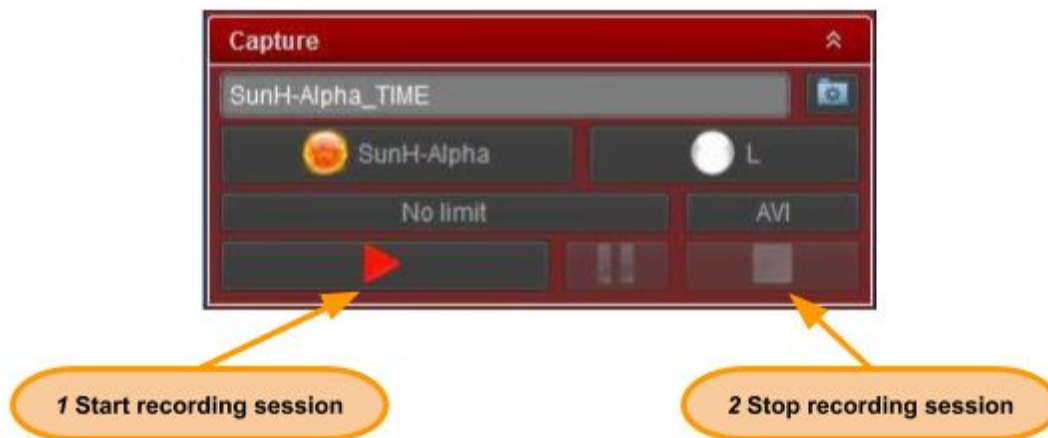 Capture
SunH-Alpha_TIME
SunH-Alpha
L
No limit
AVI
1 Start recording session
2 Stop recording session